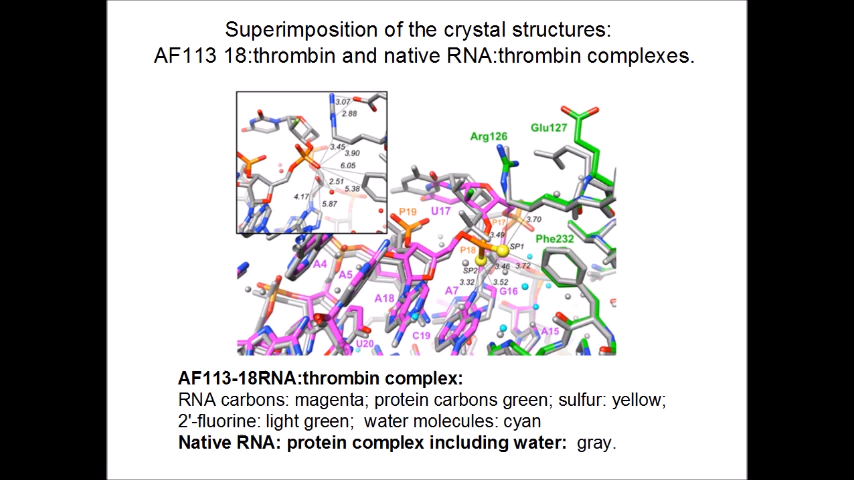 Superimposition of the crystal structures:
AF113 18:thrombin and native RNA:thrombin complexes.
3.07
2.88
3.45
3.90
6.05
2.51
5.38
4.17
5.87
Arg126
Glu127
P19
U17
P17
3.70
3.49
P18
SP1
Phe232
A4
A5
SP2
3.46
3.72
3.32
3.52
A18
A7
G16
C19
A15
U20
AF113-18RNA:thrombin complex:
RNA carbons: magenta; protein carbons green; sulfur: yellow;
2'-fluorine: light green; water molecules: cyan
Native RNA: protein complex including water: gray.